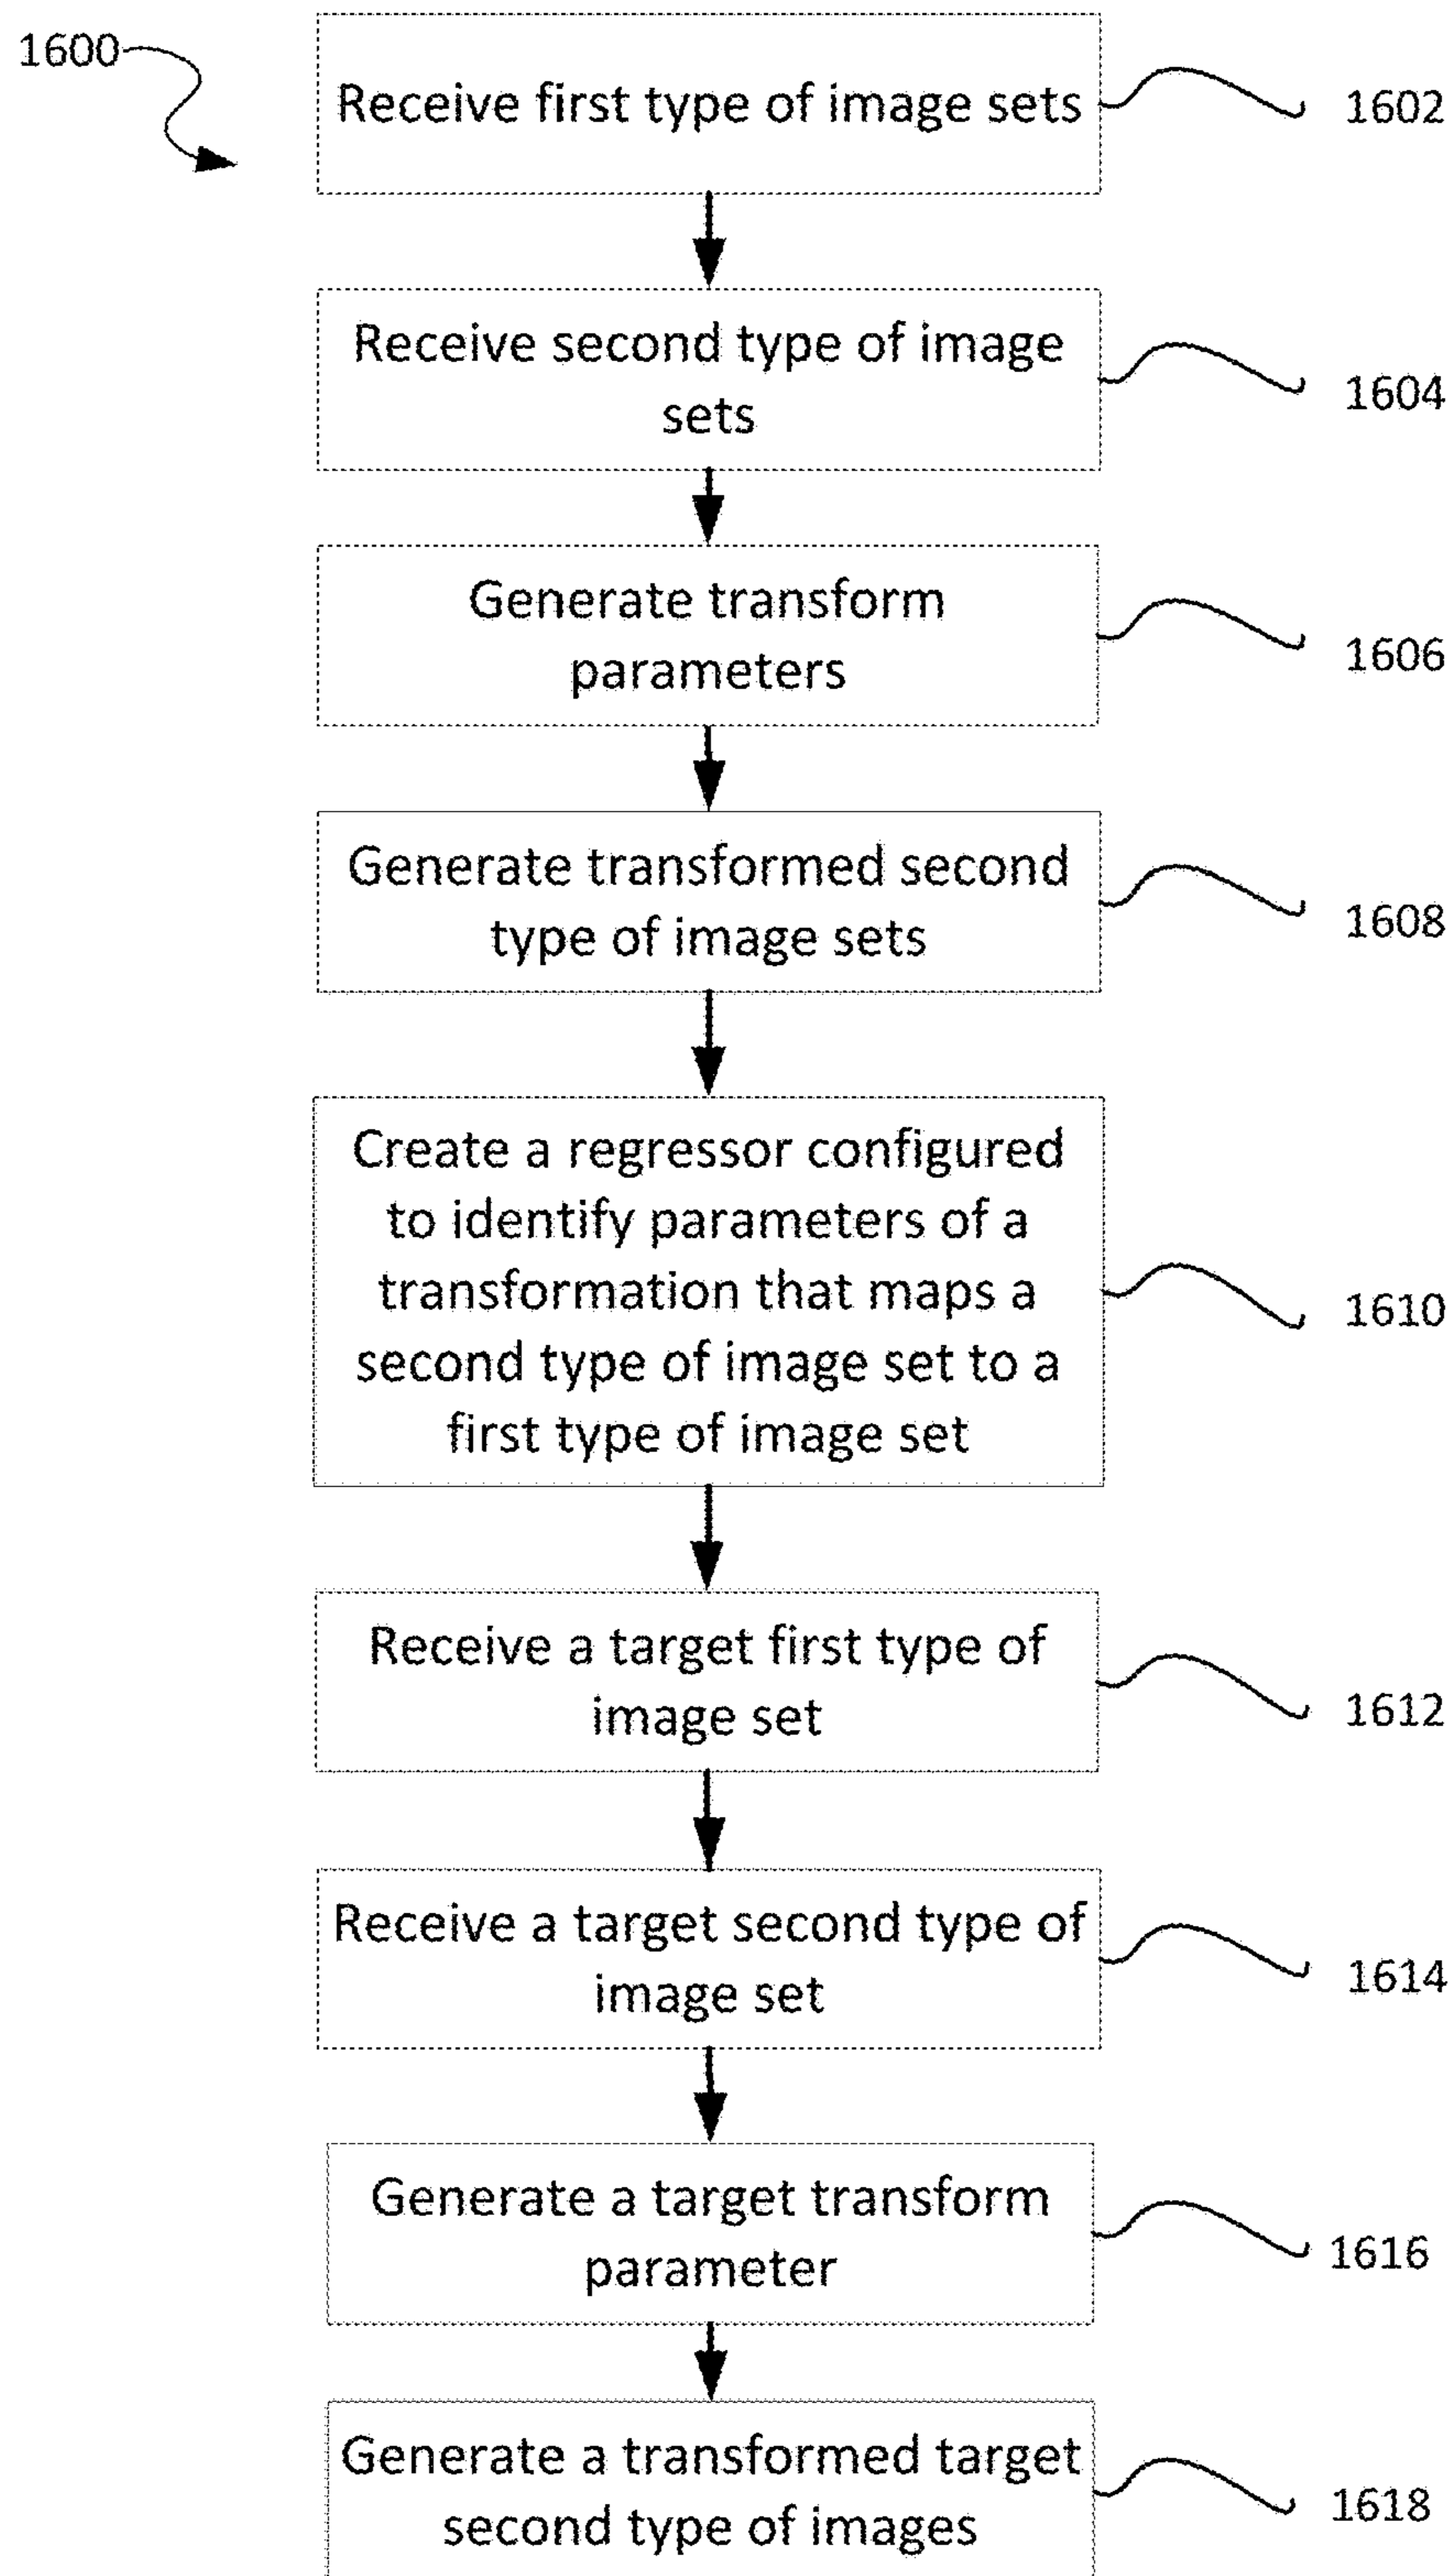 1600
Receive first type of image sets
1602
Receive second type of image
sets
1604
Generate transform
parameters
1606
Generate transformed second
type of image sets
1608
Create a regressor configured
to identify parameters of a
transformation that maps a
second type of image set to a
first type of image set
1610
Receive a target first type of
image set
1612
Receive a target second type of
image set
1614
Generate a target transform
parameter
1616
Generate a transformed target
second type of images
1618